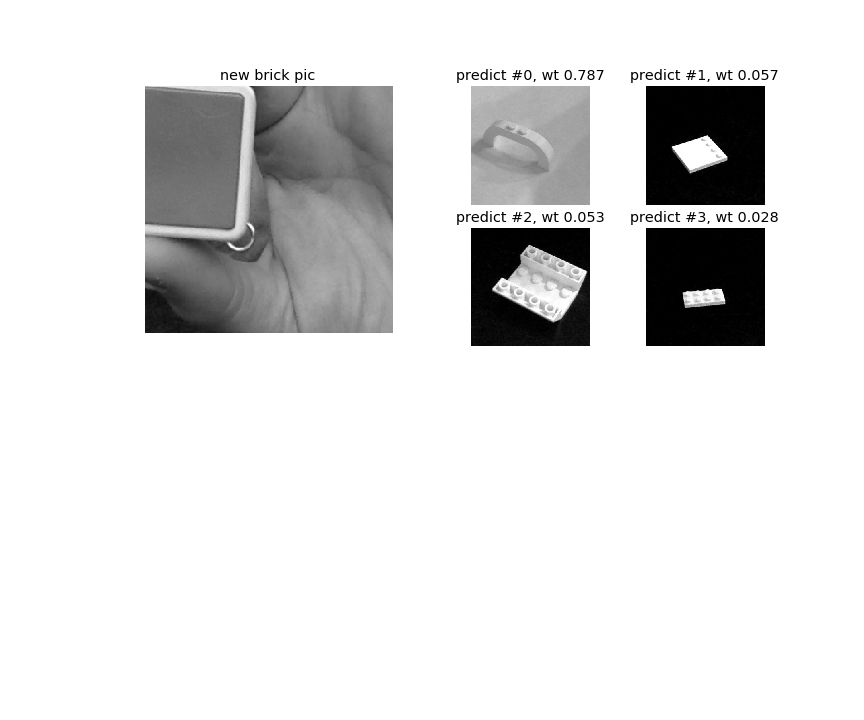 new brick pic
predict #0, wt 0.787
predict #1, wt 0.057
predict #2, wt 0.053
predict #3, wt 0.028